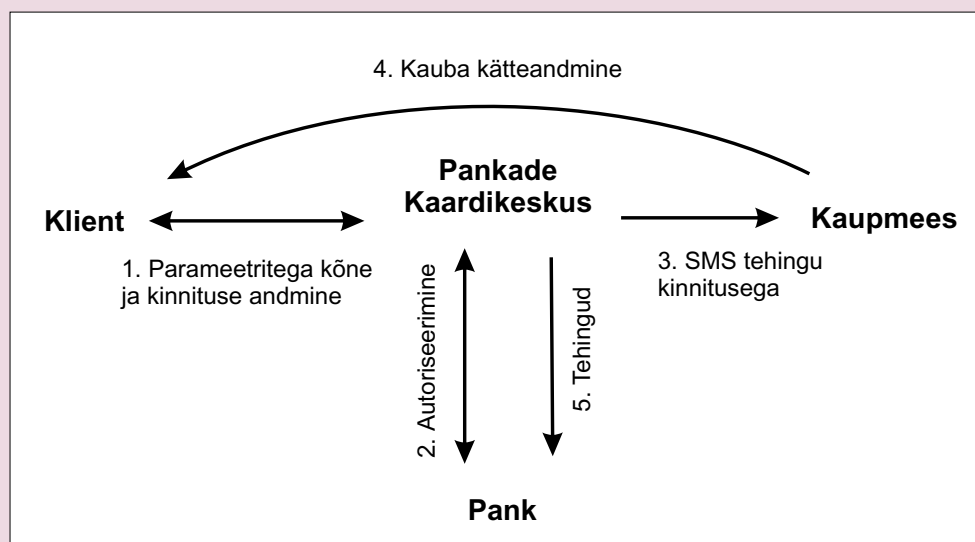 4. Kauba kätteandmine
Pankade
Kaardikeskus
Klient
Kaupmees
1. Parameetritega kõne
ja kinnituse andmine
3. SMS tehingu
kinnitusega
2. Autoriseerimine
5. Tehingud
Pank